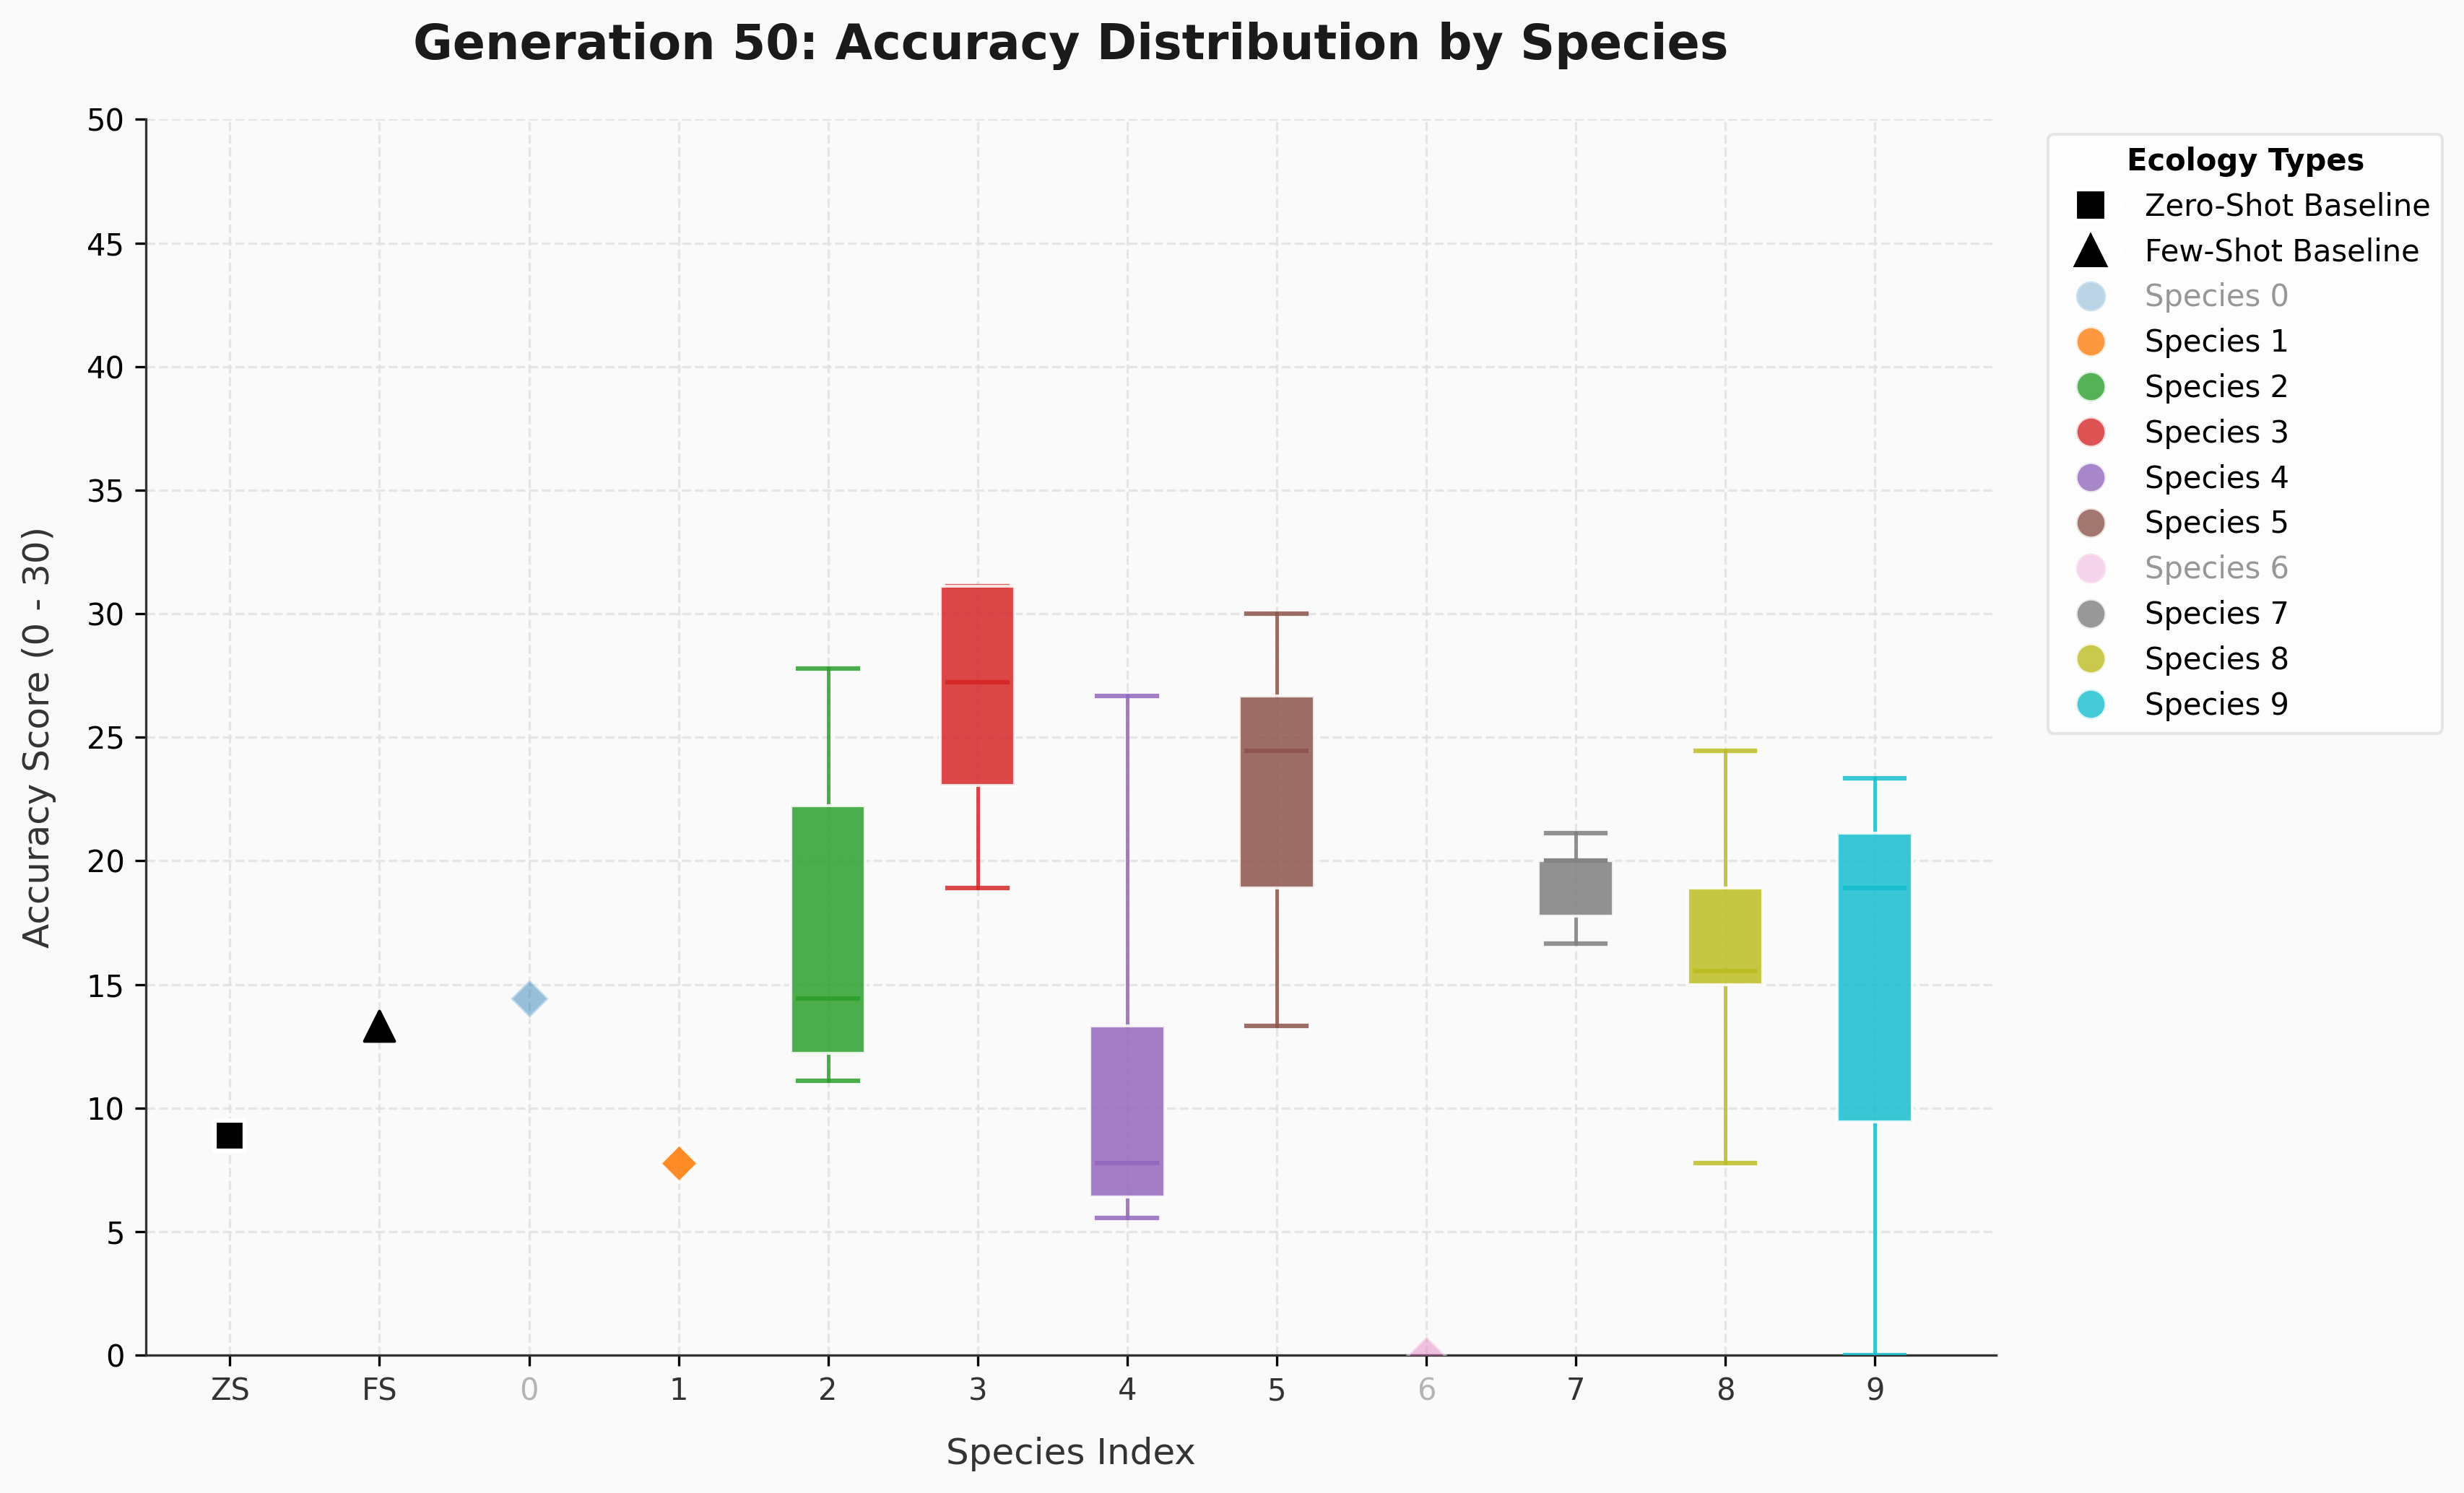 Generation 50: Accuracy Distribution by Species
50
45
40
35
30
25
20
15
10
5
0
Accuracy Score (0 - 30)
ZS FS 0 1 2 3 4 5 6 7 8 9
Species Index
Ecology Types
Zero-Shot Baseline
Few-Shot Baseline
Species 0
Species 1
Species 2
Species 3
Species 4
Species 5
Species 6
Species 7
Species 8
Species 9